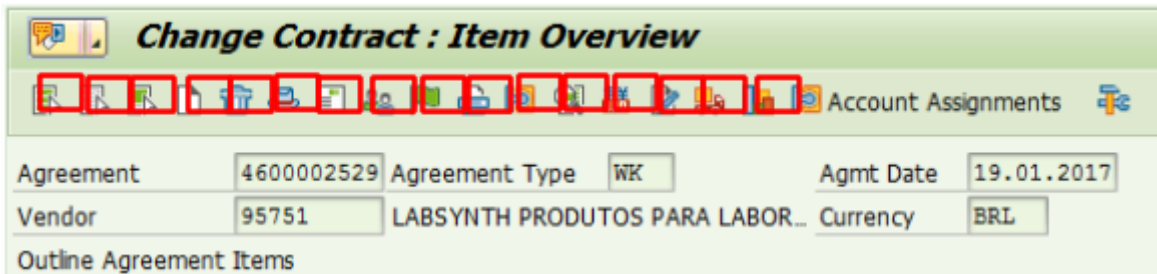 Change Contract : Item Overview
Account Assignments
Agreement 4600002529 Agreement Type WK Agmt Date 19.01.2017
Vendor 95751 LABSYNTH PRODUTOS PARA LABOR... Currency BRL
Outline Agreement Items